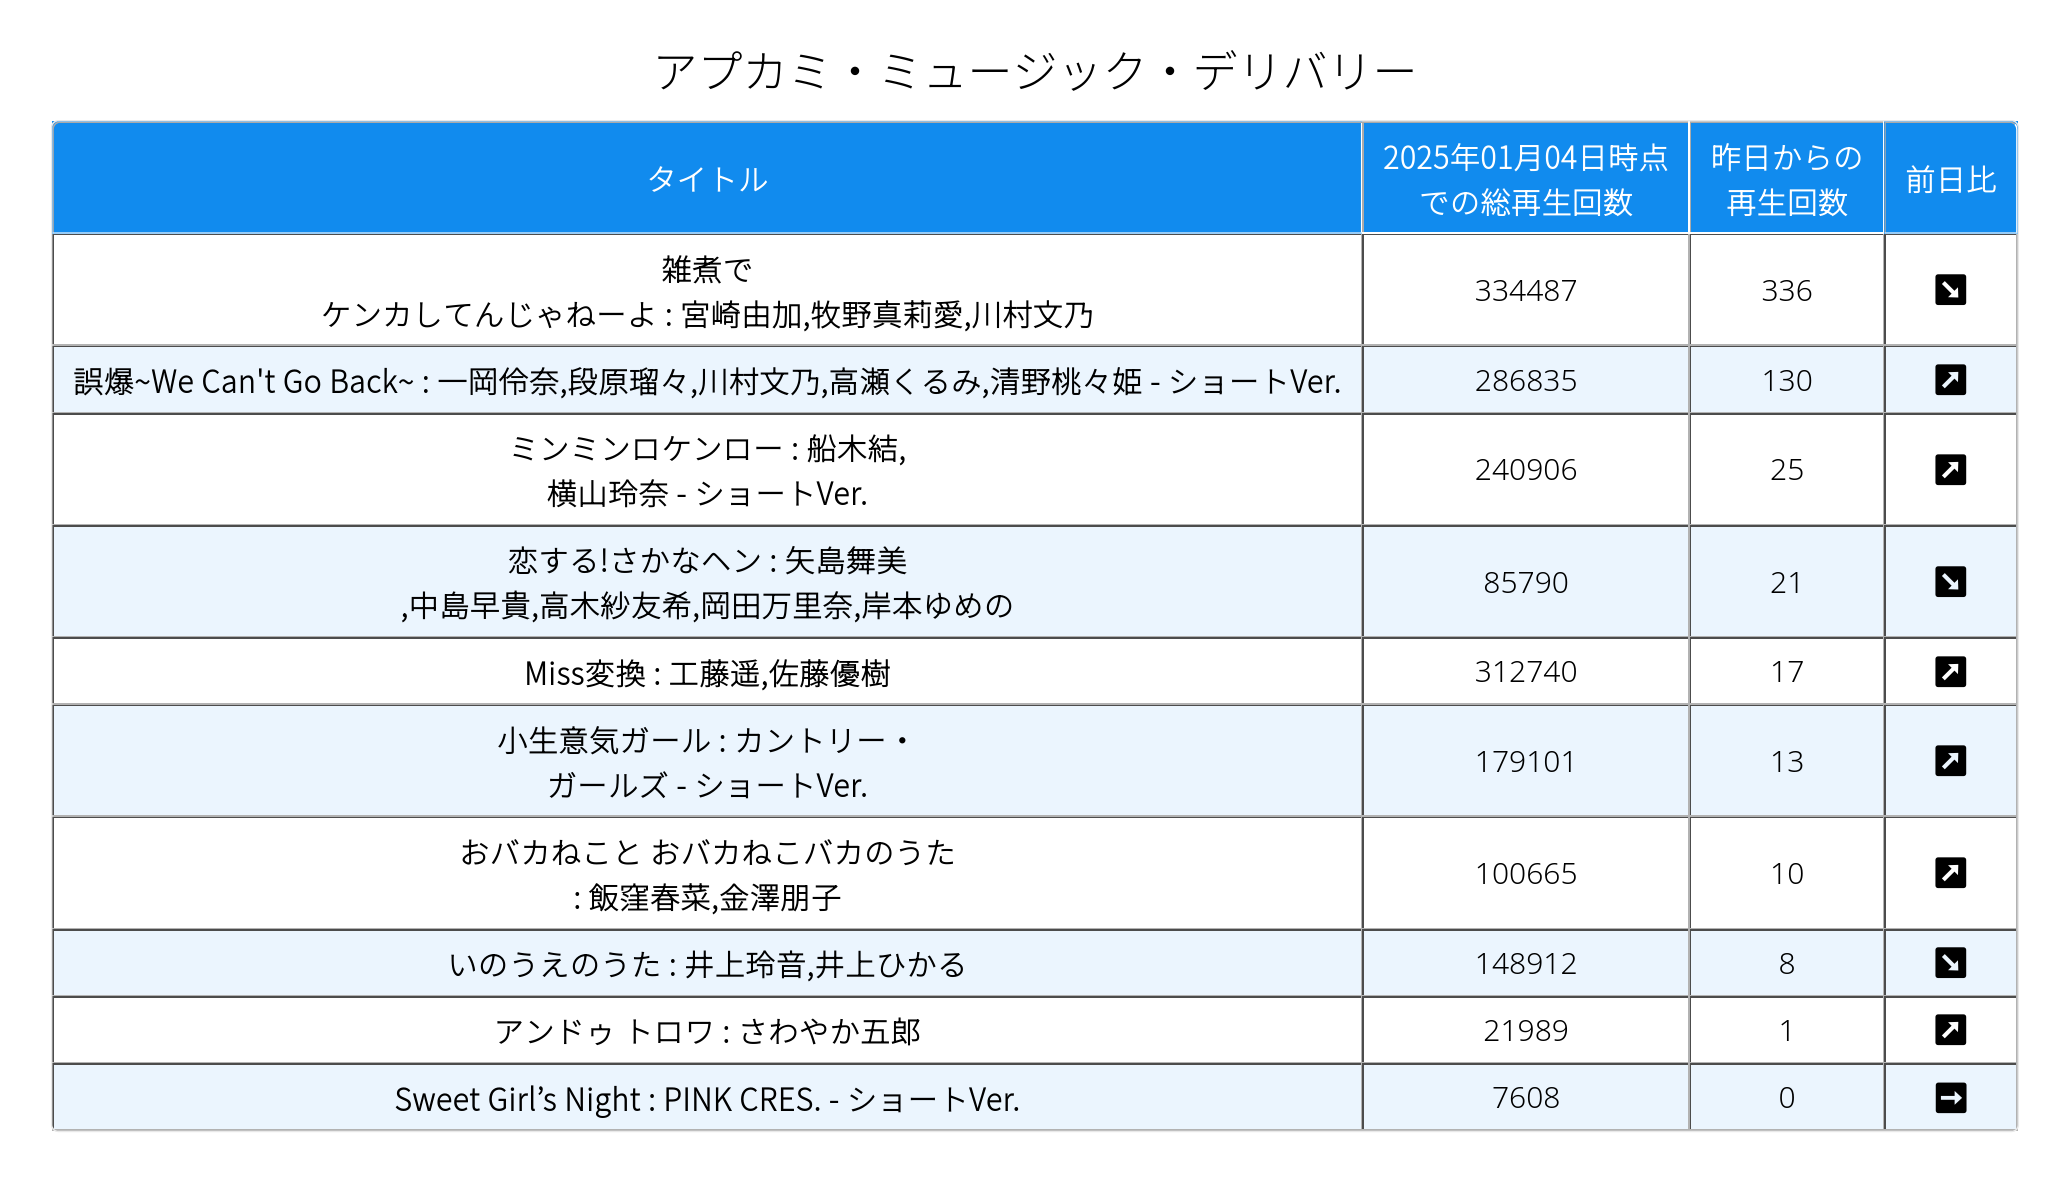 アプカミ・ミュージック・デリバリー
タイトル
2025年01月04日時点
での総再生回数
昨日からの
再生回数
前日比
雑煮で
ケンカしてんじゃねーよ : 宮崎由加,牧野真莉愛,川村文乃
334487
336
誤爆~We Can't Go Back~ : 一岡伶奈,段原瑠々,川村文乃,高瀬くるみ,清野桃々姫 - ショートVer.
286835
130
ミンミンロケンロー : 船木結,
横山玲奈 - ショートVer.
240906
25
恋する!さかなヘン : 矢島舞美
,中島早貴,高木紗友希,岡田万里奈,岸本ゆめの
85790
21
Miss変換 : 工藤遥,佐藤優樹
312740
17
小生意気ガール : カントリー・
ガールズ - ショートVer.
179101
13
おバカねこと おバカねこバカのうた
: 飯窪春菜,金澤朋子
100665
10
いのうえのうた : 井上玲音,井上ひかる
148912
8
アンドゥ トロワ : さわやか五郎
21989
1
Sweet Girl’s Night : PINK CRES. - ショートVer.
7608
0